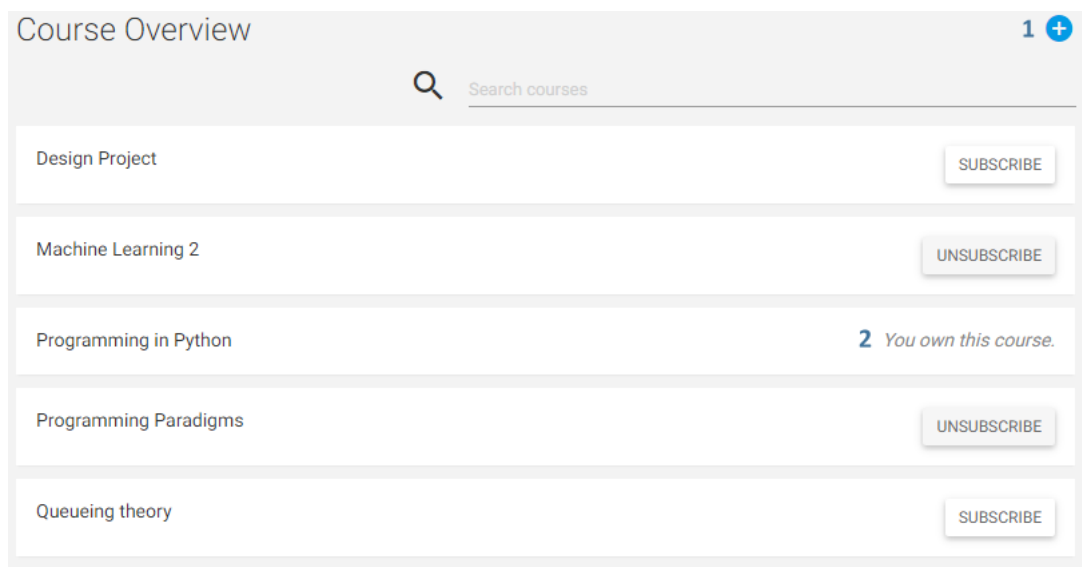 Course Overview 1
Search courses
Design Project SUBSCRIBE
Machine Learning 2 UNSUBSCRIBE
Programming in Python 2 You own this course.
Programming Paradigms UNSUBSCRIBE
Queueing theory SUBSCRIBE